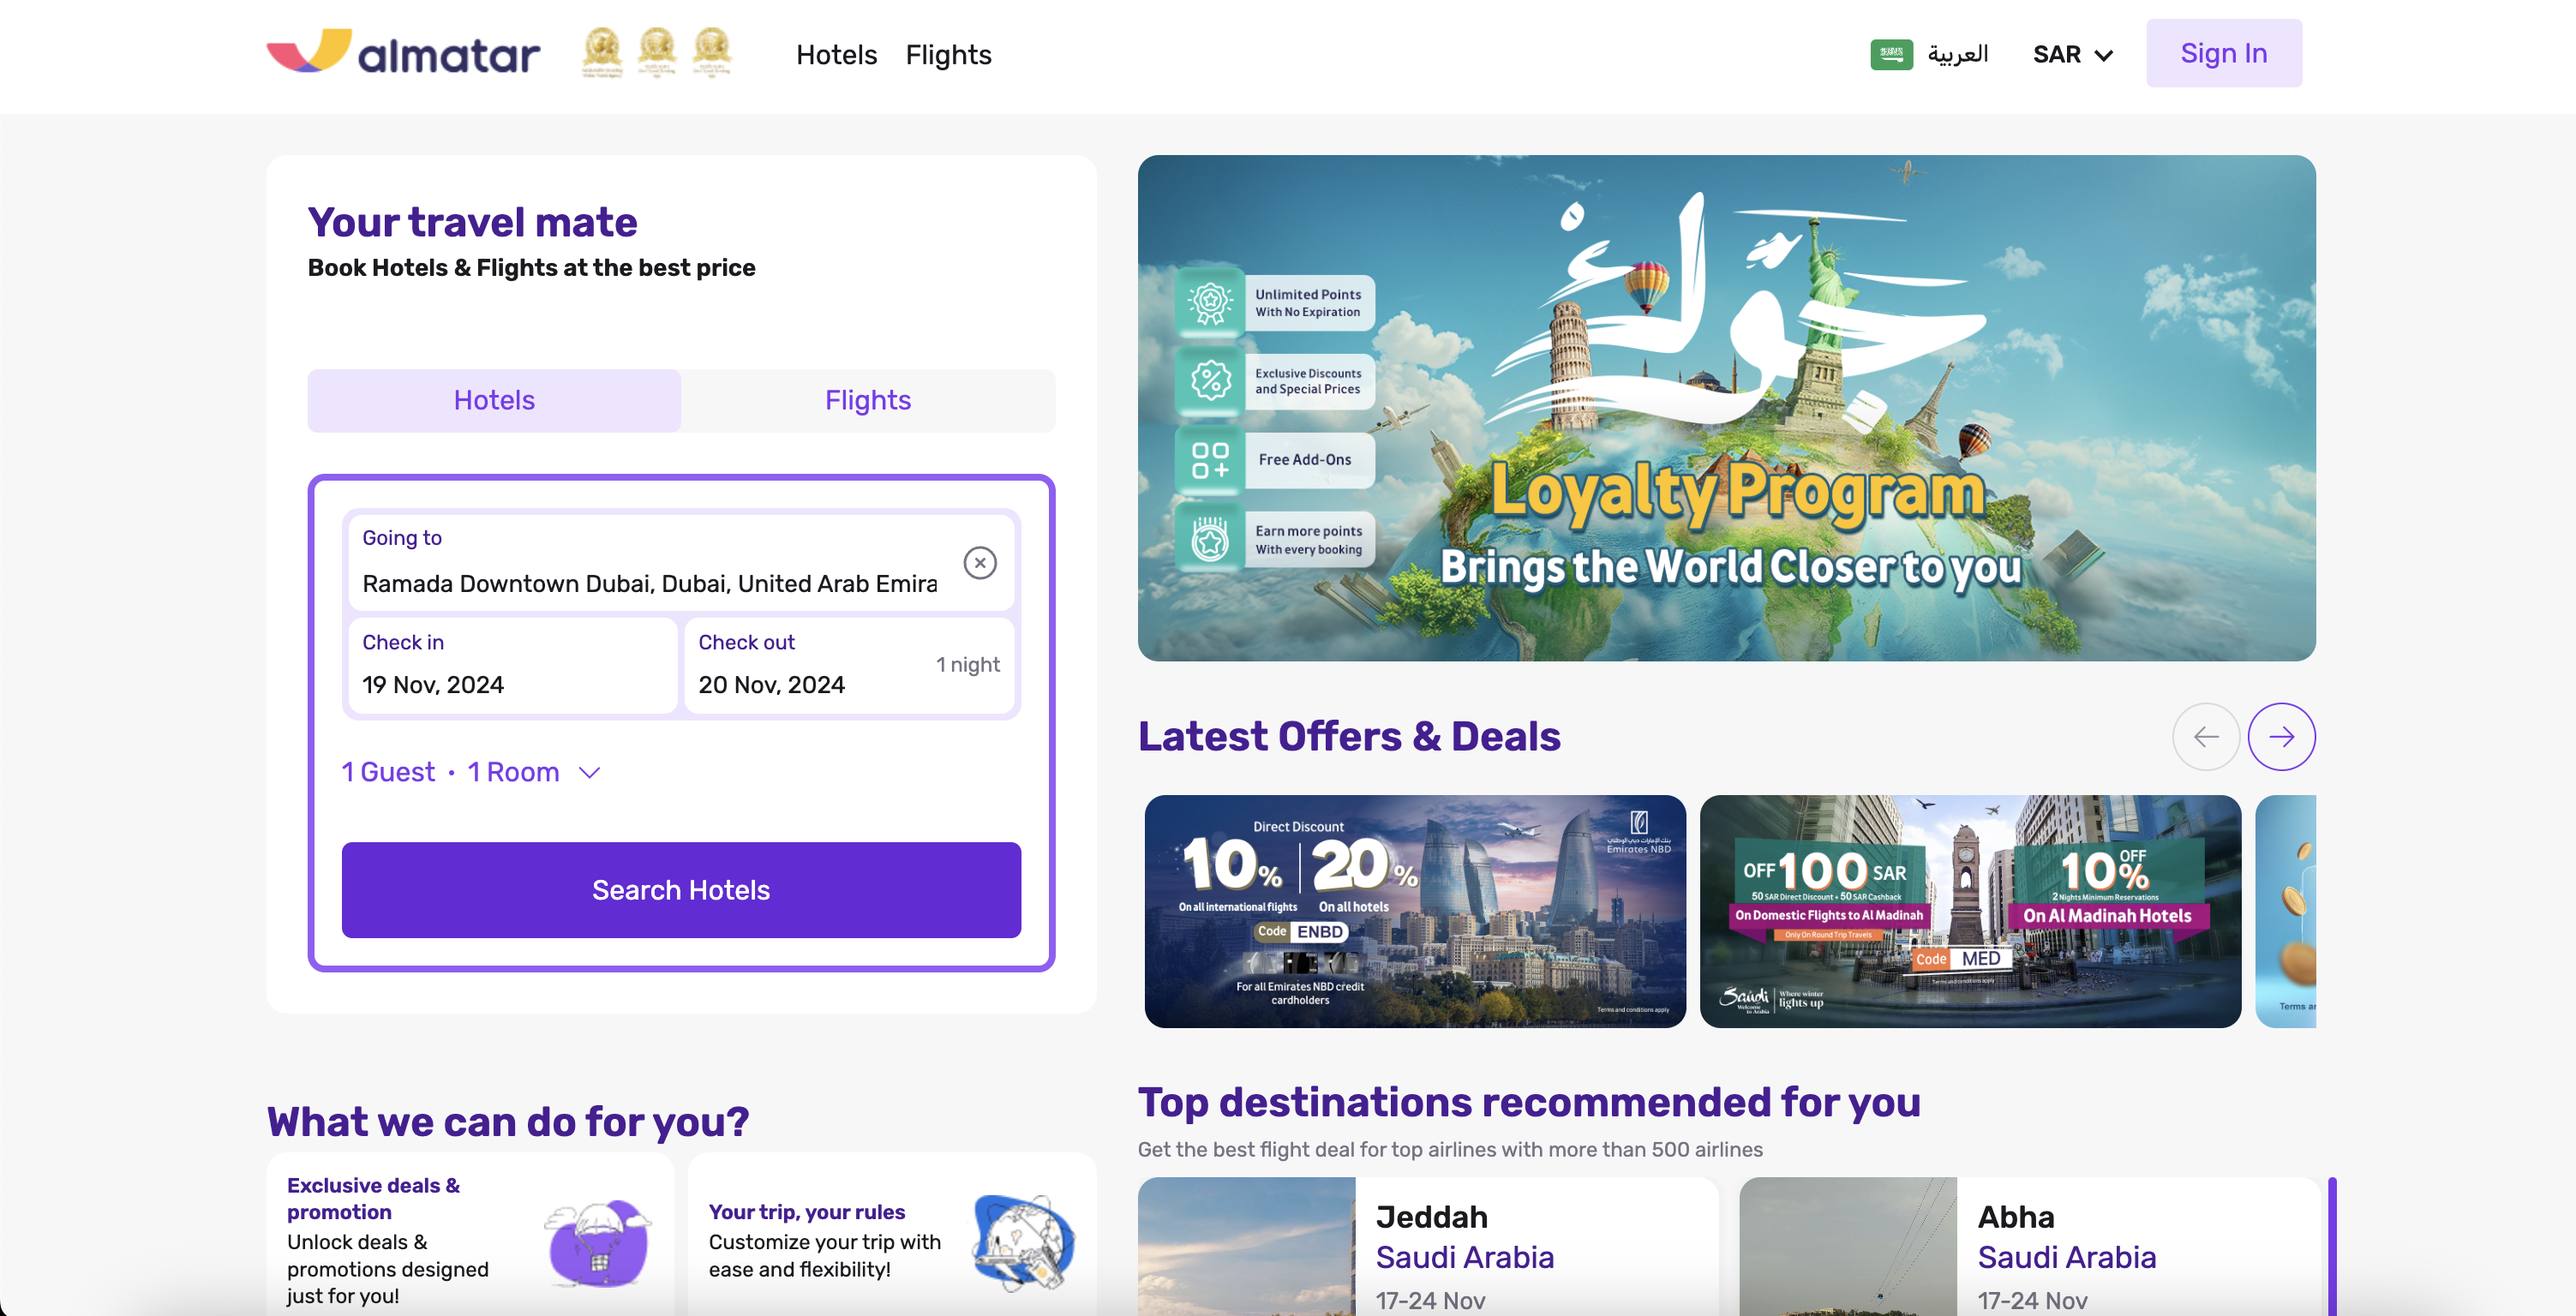 almatar
Hotels
Flights
العربية
SAR
Sign In
Your travel mate
Book Hotels & Flights at the best price
Hotels
Flights
Going to
Ramada Downtown Dubai, Dubai, United Arab Emira
Check in
19 Nov, 2024
Check out
20 Nov, 2024
1 night
1 Guest • 1 Room
Search Hotels
What we can do for you?
Exclusive deals &
promotion
Unlock deals &
promotions designed
just for you!
Your trip, your rules
Customize your trip with
ease and flexibility!
Unlimited Points
With No Expiration
Exclusive Discounts
and Special Prices
Free Add-Ons
Earn more points
With every booking
Loyalty Program
Brings the World Closer to you
Latest Offers & Deals
Direct Discount
10%
20%
On all international flights
On all hotels
Code ENBD
For all Emirates NBD credit
cardholders
بنك الإمارات دبي الوطني
Emirates NBD
Terms and conditions apply
OFF 100 SAR
50 SAR Direct Discount + 50 SAR Cashback
On Domestic Flights to Al Madinah
Only On Round Trip Travels
10% OFF
2 Nights Minimum Reservations
On Al Madinah Hotels
Code MED
Terms and conditions apply
Saudi
Welcome
to Arabia
Where winter
lights up
Terms
Top destinations recommended for you
Get the best flight deal for top airlines with more than 500 airlines
Jeddah
Saudi Arabia
17-24 Nov
Abha
Saudi Arabia
17-24 Nov